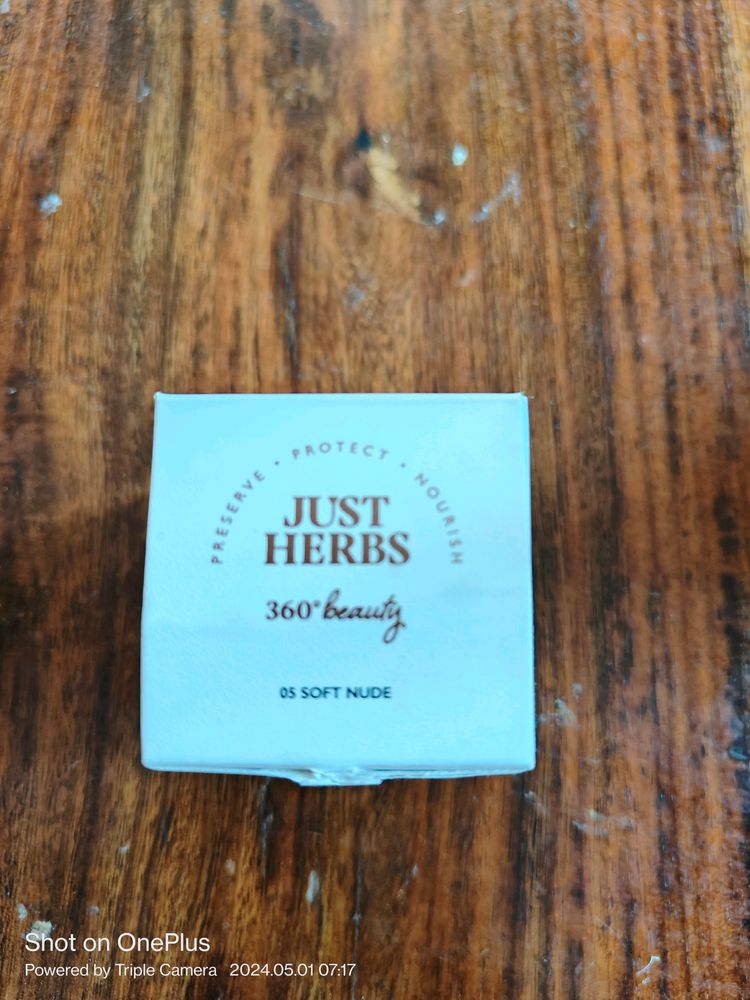 PRESERVE • PROTECT • NOURISH
JUST
HERBS
360° beauty
05 SOFT NUDE
Shot on OnePlus
Powered by Triple Camera 2024.05.01 07:17